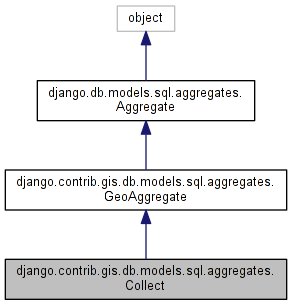 object
django.db.models.sql.aggregates.
Aggregate
django.contrib.gis.db.models.sql.aggregates.
GeoAggregate
django.contrib.gis.db.models.sql.aggregates.
Collect